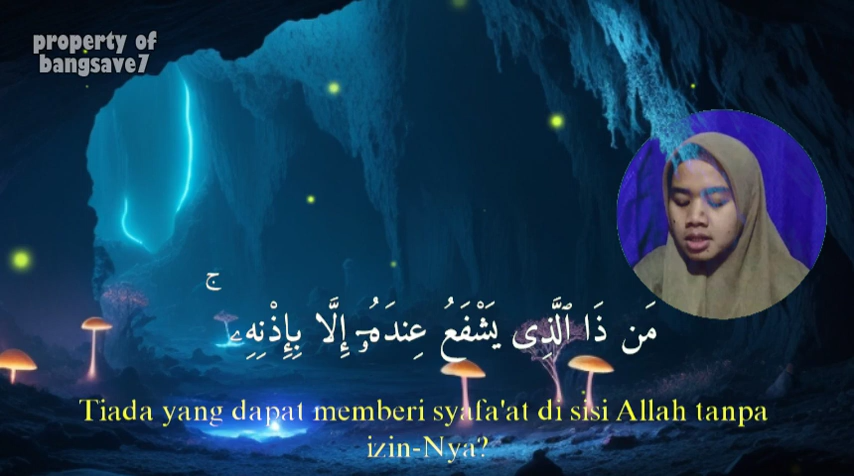 property of
bangsave7
مَن ذَا ٱلَّذِى يَشْفَعُ عِندَهُۥٓ إِلَّا بِإِذْنِهِۦ ۚ
Tiada yang dapat memberi syafa'at di sisi Allah tanpa
izin-Nya?